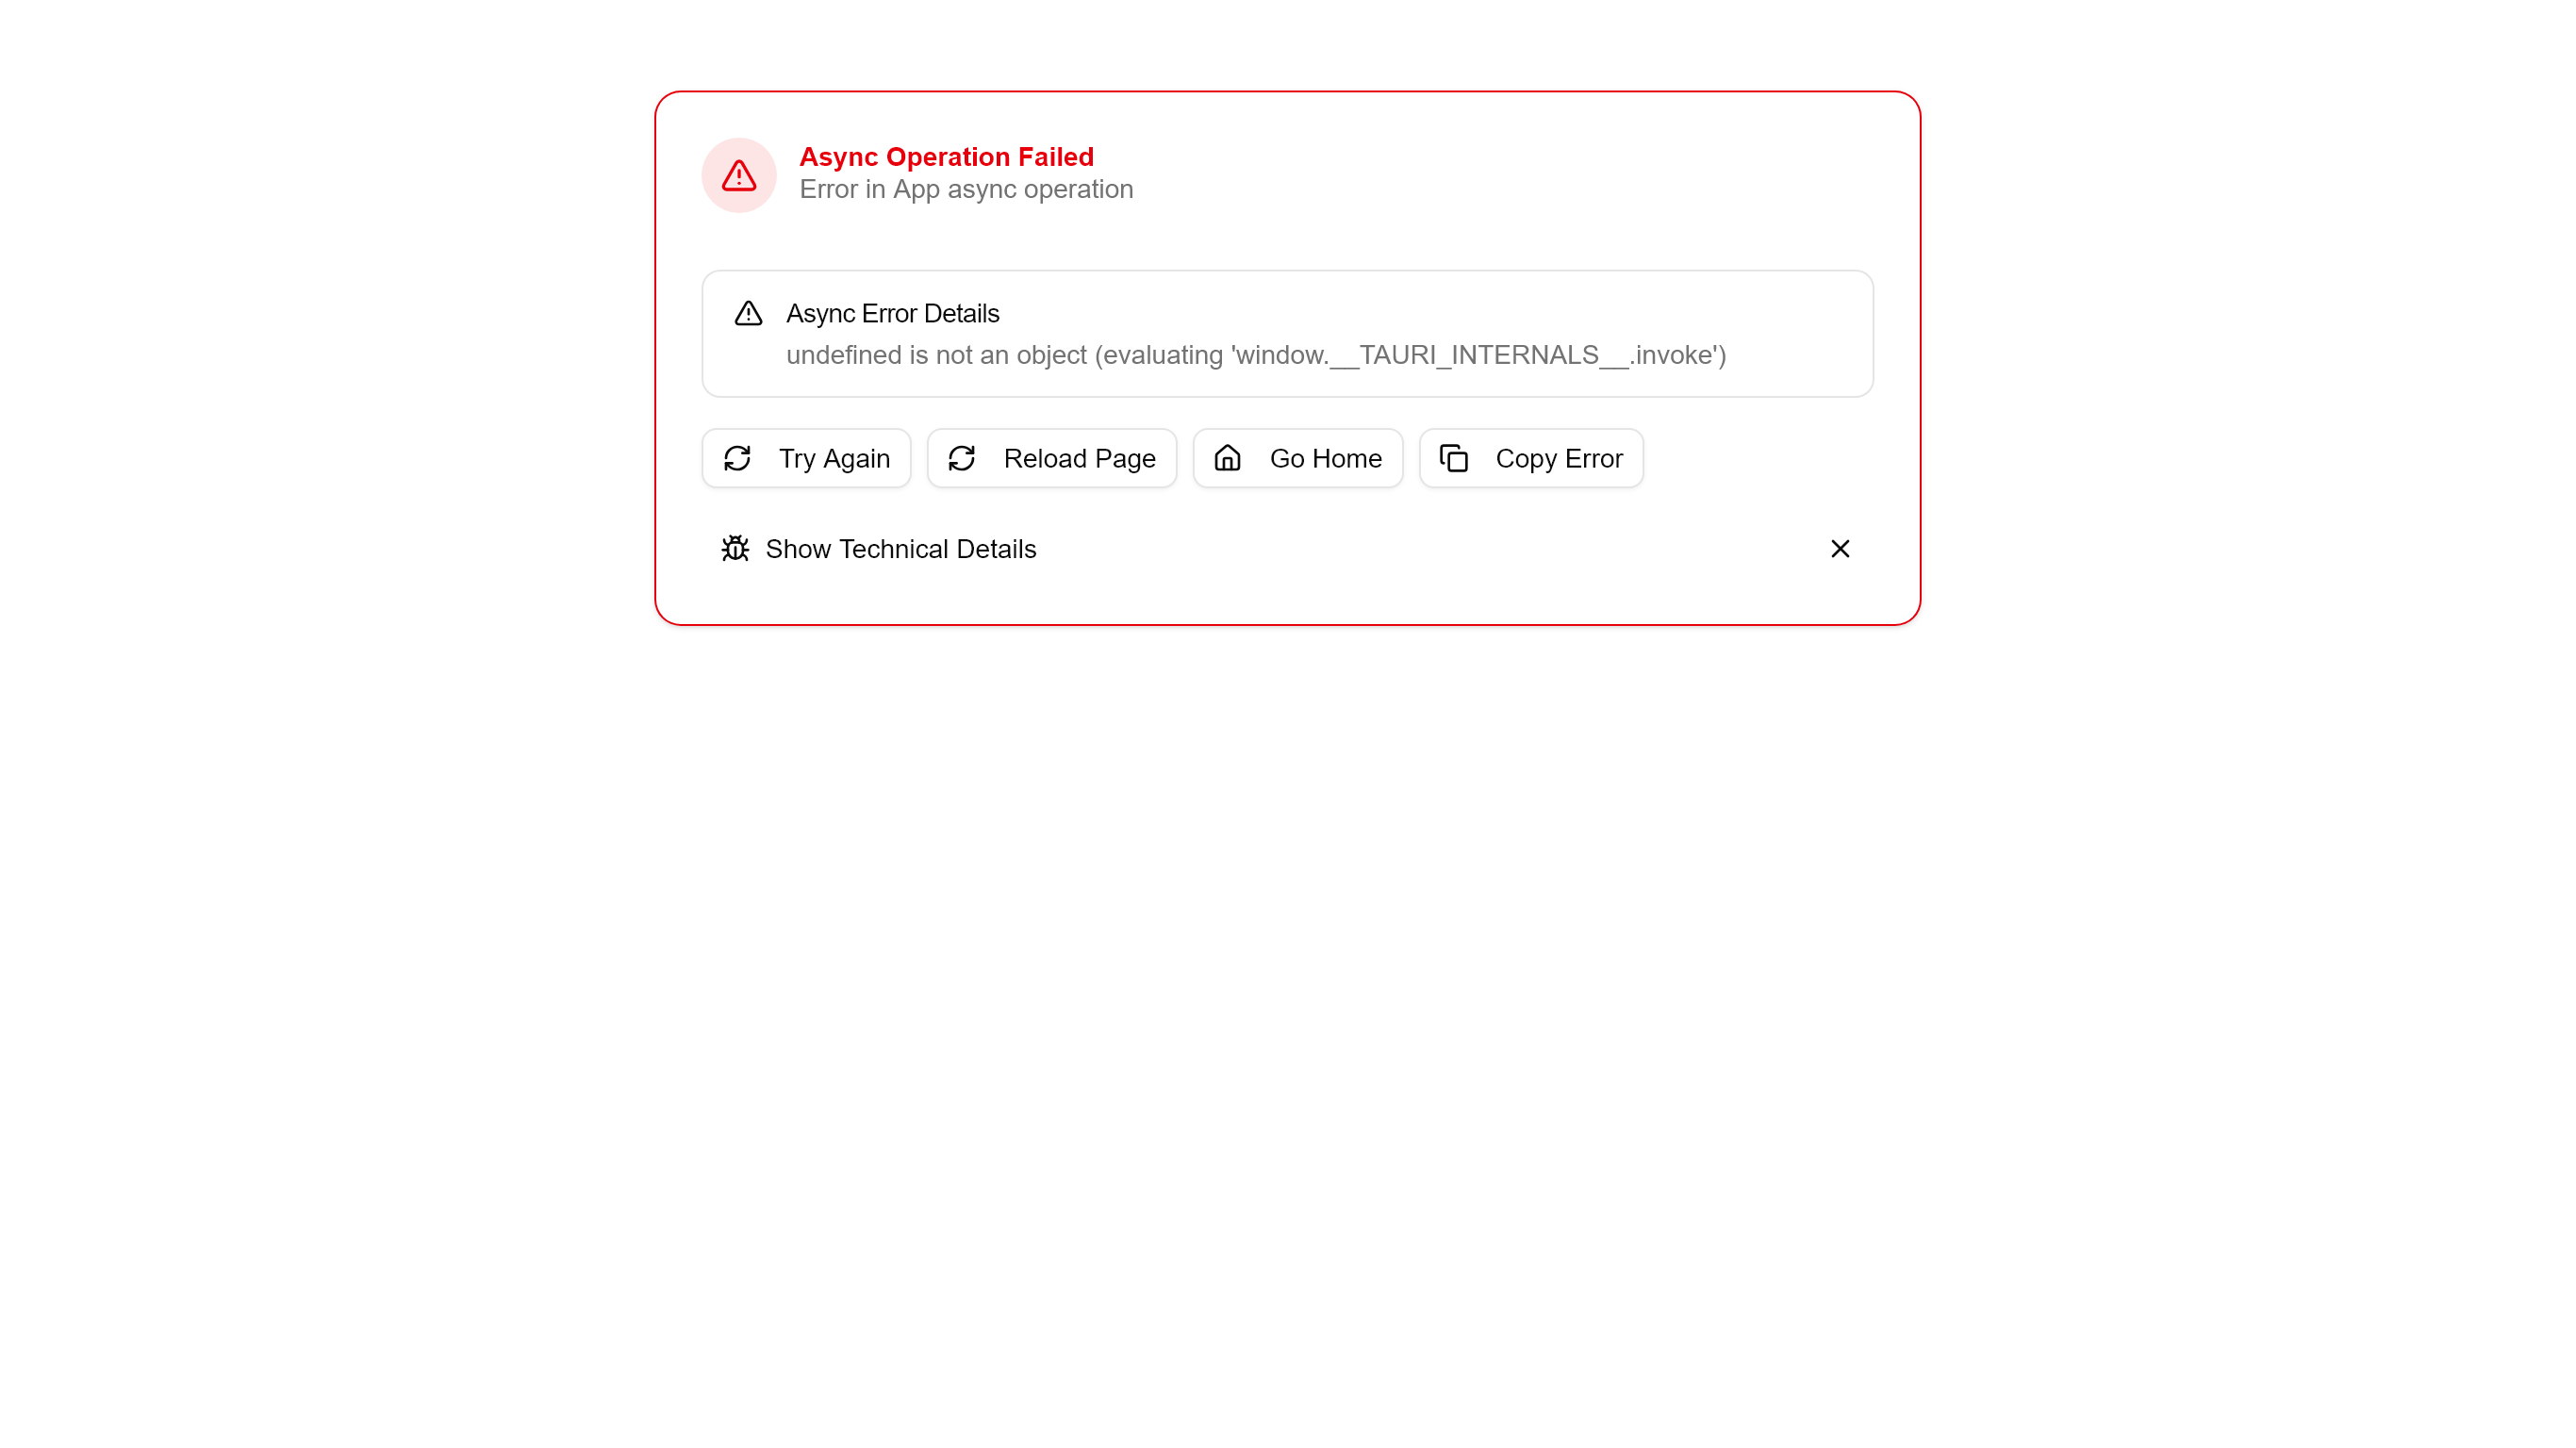 Async Operation Failed
Error in App async operation
Async Error Details
undefined is not an object (evaluating 'window.__TAURI_INTERNALS__.invoke')
Try Again
Reload Page
Go Home
Copy Error
Show Technical Details